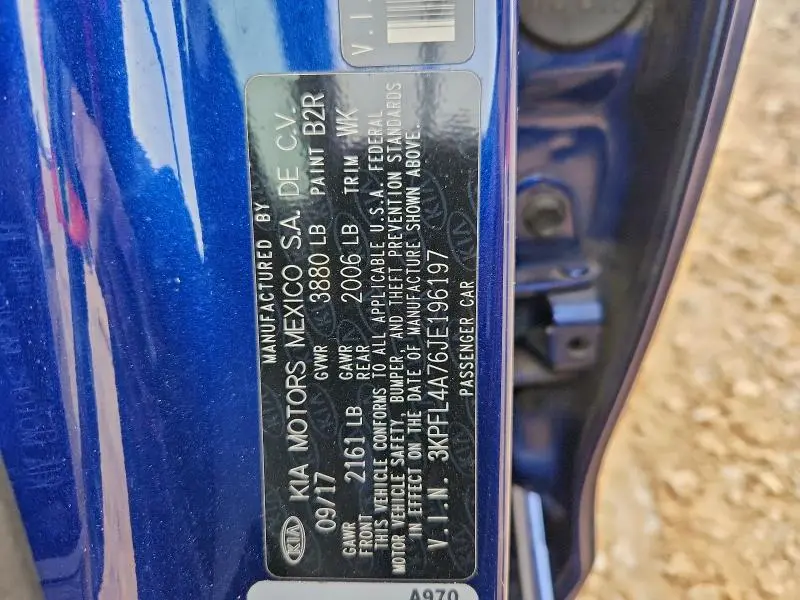 V.I.
MANUFACTURED BY
KIA KIA MOTORS MEXICO S.A. DE C.V.
09/17 GVWR 3880 LB PAINT B2R
GAWR FRONT 2161 LB GAWR REAR 2006 LB TRIM WK
THIS VEHICLE CONFORMS TO ALL APPLICABLE U.S.A. FEDERAL
MOTOR VEHICLE SAFETY, BUMPER, AND THEFT PREVENTION STANDARDS
IN EFFECT ON THE DATE OF MANUFACTURE SHOWN ABOVE.
V.I.N. 3KPFL4A76JE196197
PASSENGER CAR
A970